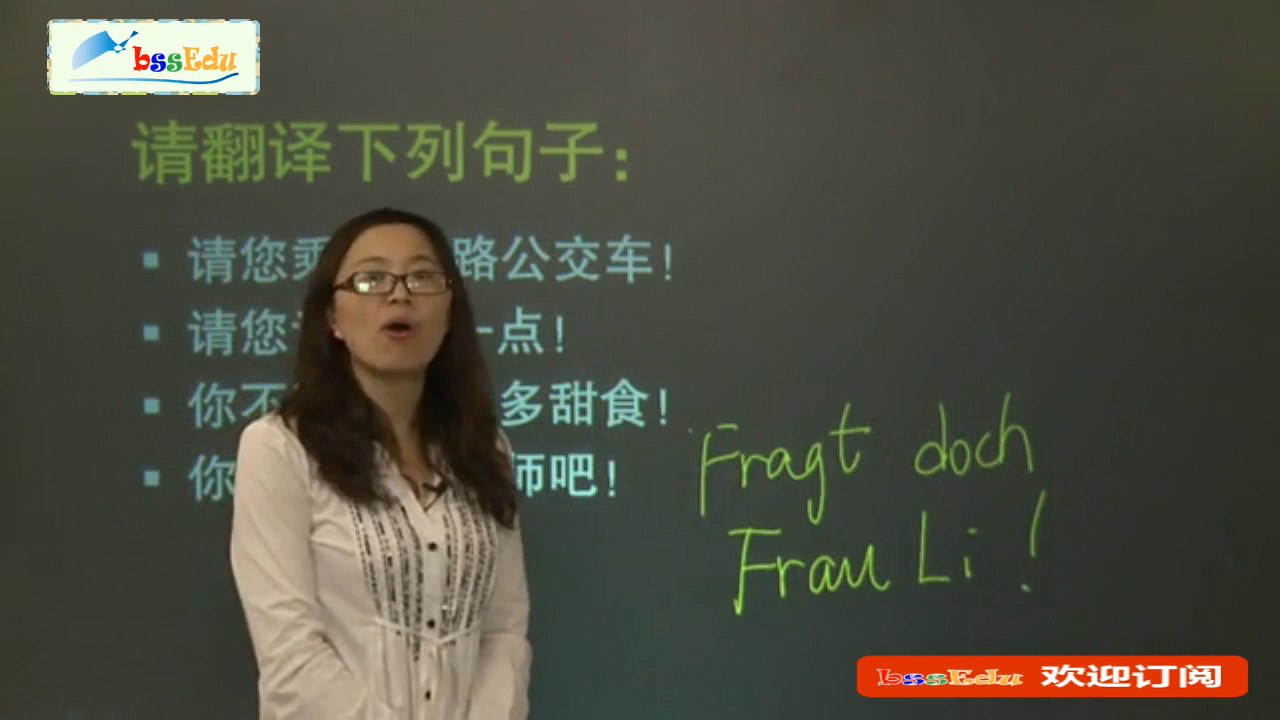 bssEdu
请翻译下列句子：
请您乘 路公交车！
请您 一点！
你不 多甜食！
你 师吧！
Fragt doch
Frau Li !
bssEdu 欢迎订阅